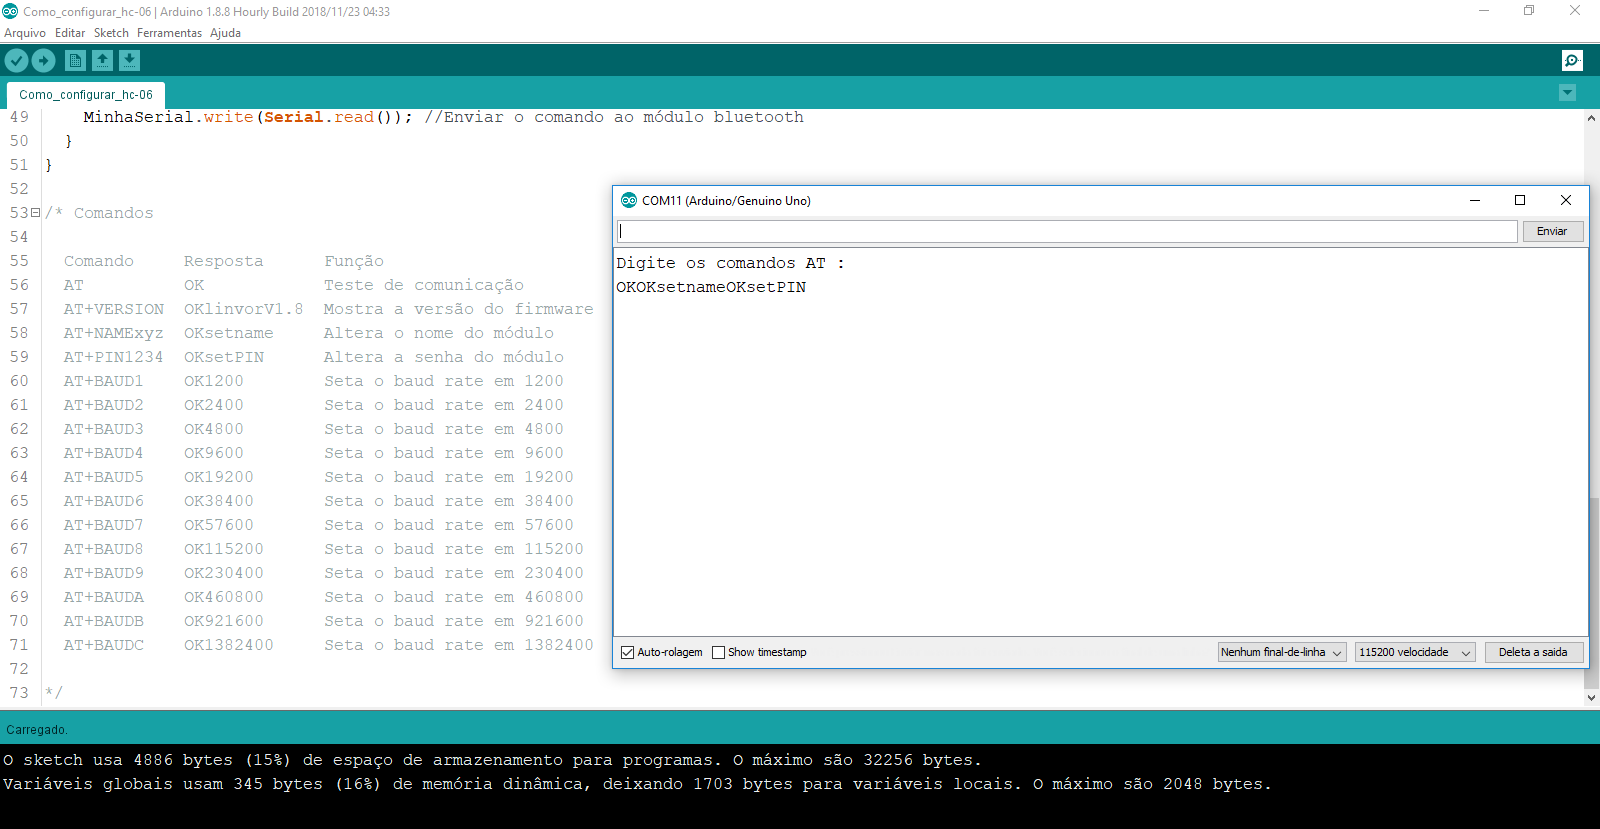 Como_configurar_hc-06 | Arduino 1.8.8 Hourly Build 2018/11/23 04:33
Arquivo Editar Sketch Ferramentas Ajuda
Como_configurar_hc-06
49 MinhaSerial.write(Serial.read()); //Enviar o comando ao módulo bluetooth
50 }
51 }
52
53 /* Comandos
54
55 Comando Resposta Função
56 AT OK Teste de comunicação
57 AT+VERSION OKlinvorV1.8 Mostra a versão do firmware
58 AT+NAMExyz OKsetname Altera o nome do módulo
59 AT+PIN1234 OKsetPIN Altera a senha do módulo
60 AT+BAUD1 OK1200 Seta o baud rate em 1200
61 AT+BAUD2 OK2400 Seta o baud rate em 2400
62 AT+BAUD3 OK4800 Seta o baud rate em 4800
63 AT+BAUD4 OK9600 Seta o baud rate em 9600
64 AT+BAUD5 OK19200 Seta o baud rate em 19200
65 AT+BAUD6 OK38400 Seta o baud rate em 38400
66 AT+BAUD7 OK57600 Seta o baud rate em 57600
67 AT+BAUD8 OK115200 Seta o baud rate em 115200
68 AT+BAUD9 OK230400 Seta o baud rate em 230400
69 AT+BAUDA OK460800 Seta o baud rate em 460800
70 AT+BAUDB OK921600 Seta o baud rate em 921600
71 AT+BAUDC OK1382400 Seta o baud rate em 1382400
72
73 */
COM11 (Arduino/Genuino Uno)
Enviar
Digite os comandos AT :
OKOKsetnameOKsetPIN
Auto-rolagem Show timestamp Nenhum final-de-linha 115200 velocidade Deleta a saida
Carregado.
O sketch usa 4886 bytes (15%) de espaço de armazenamento para programas. O máximo são 32256 bytes.
Variáveis globais usam 345 bytes (16%) de memória dinâmica, deixando 1703 bytes para variáveis locais. O máximo são 2048 bytes.